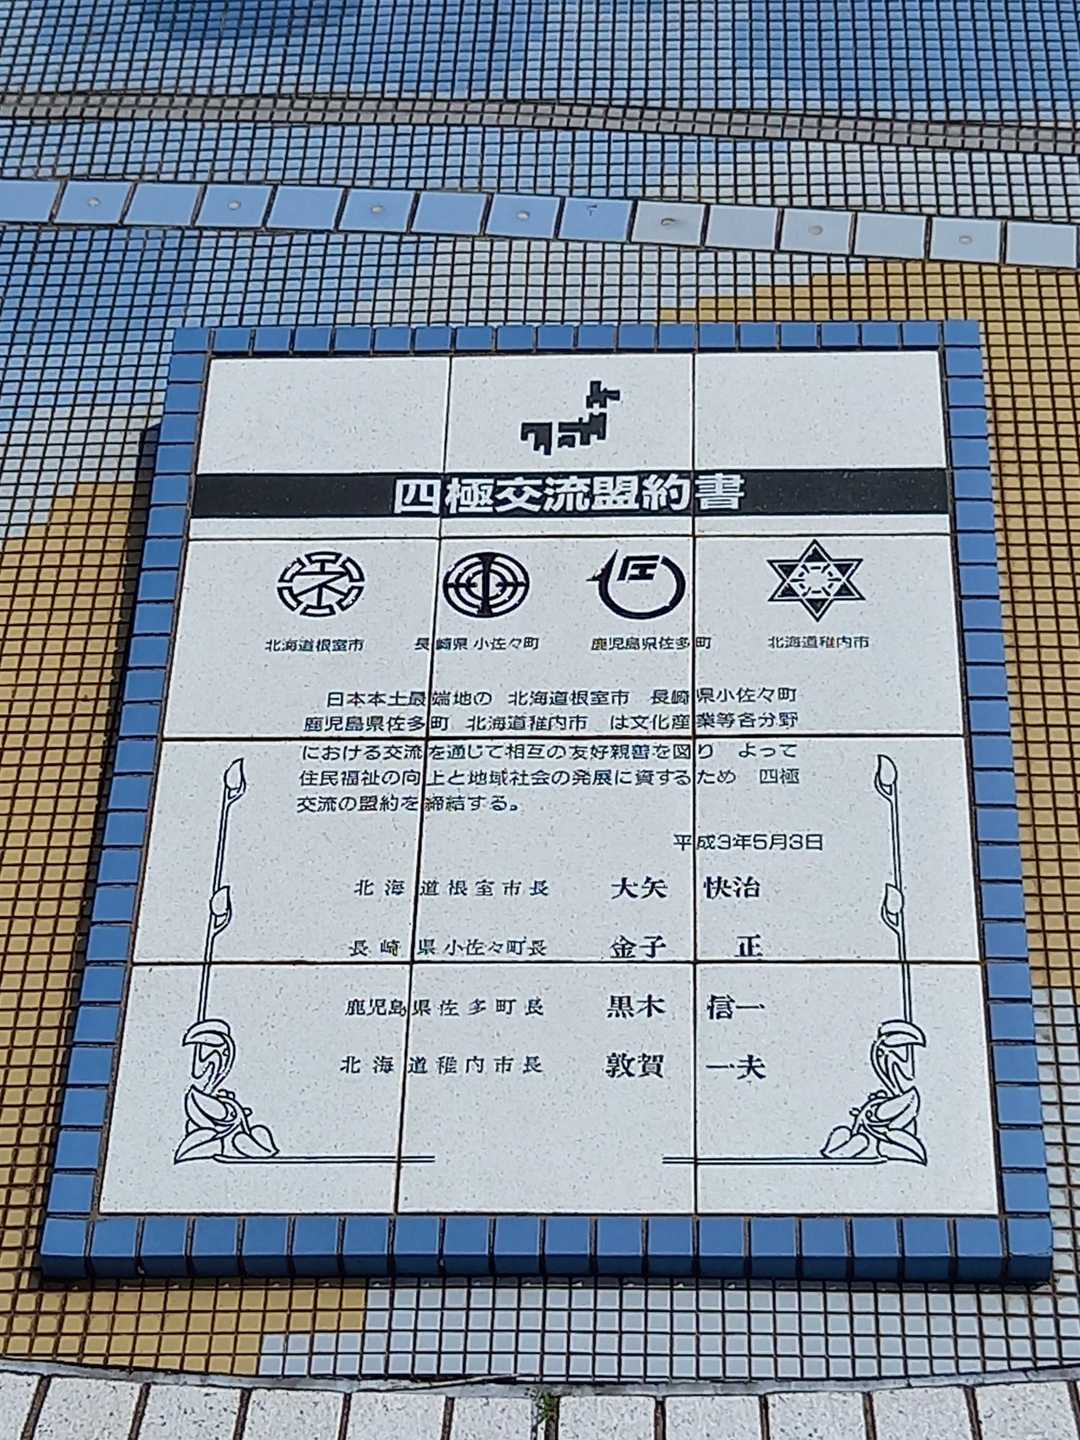 四極交流盟約書
北海道根室市 長崎県小佐々町 鹿児島県佐多町 北海道稚内市
日本本土最端地の 北海道根室市 長崎県小佐々町
鹿児島県佐多町 北海道稚内市 は文化産業等各分野
における交流を通じて相互の友好親善を図り よって
住民福祉の向上と地域社会の発展に資するため 四極
交流の盟約を締結する。
平成3年5月3日
北海道根室市長 大矢 快治
長崎県小佐々町長 金子 正
鹿児島県佐多町長 黒木 信一
北海道稚内市長 敦賀 一夫